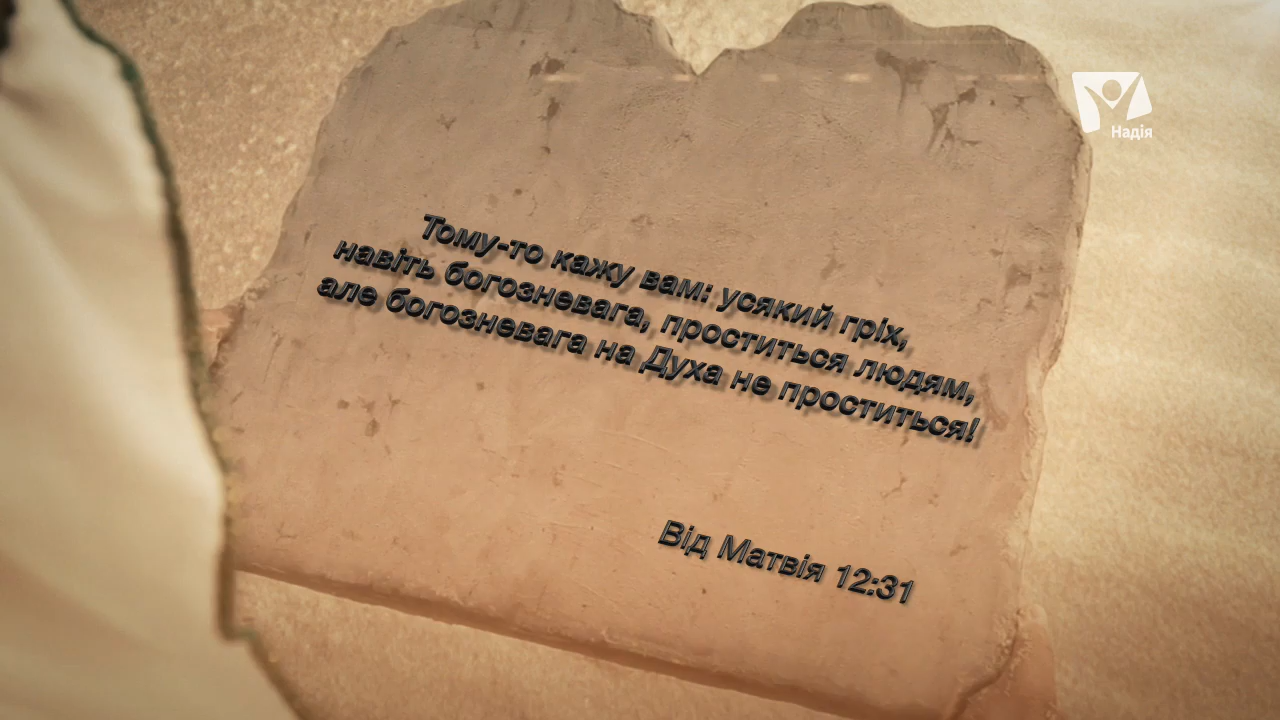 Надія
Тому-то кажу вам: усякий гріх,
навіть богозневага, проститься людям,
але богозневага на Духа не проститься!
Від Матвія 12:31